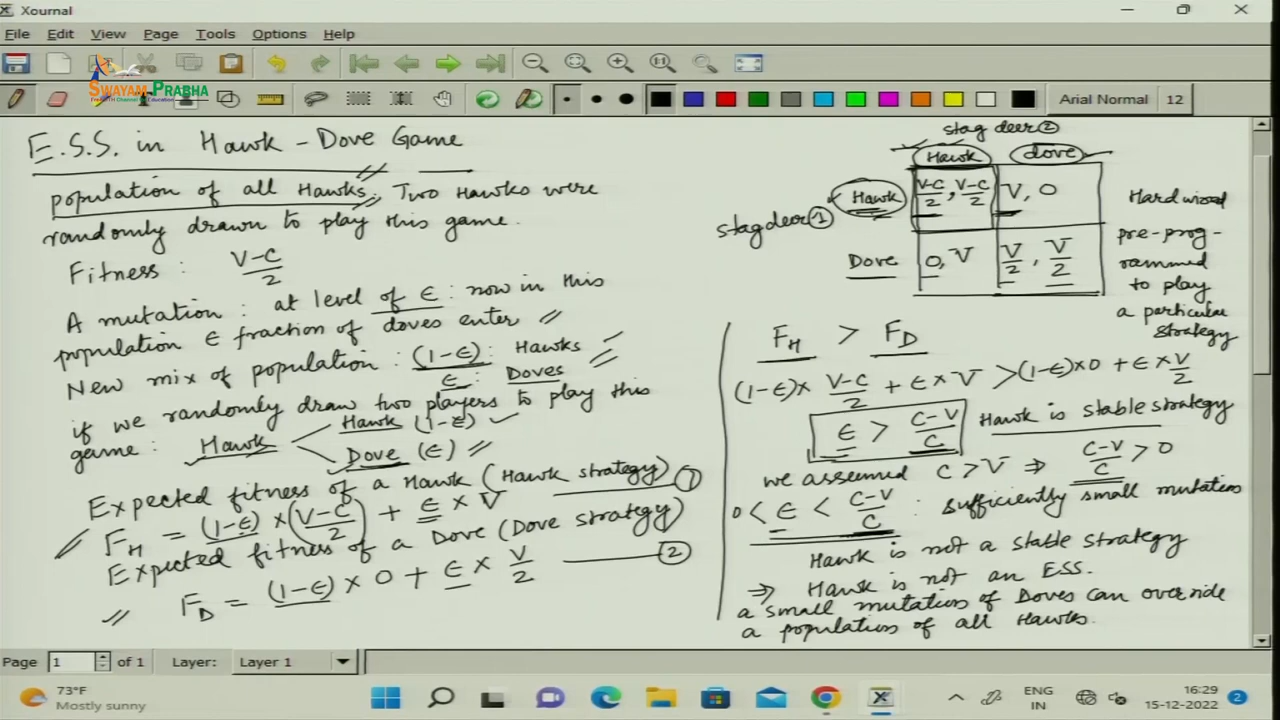 Xournal
File Edit View Page Tools Options Help
SWAYAM PRABHA
Arial Normal 12
E.S.S. in Hawk - Dove Game
population of all Hawks. Two Hawks were
randomly drawn to play this game.
Fitness : V-C/2
A mutation : at level of ∈ : now in this
population ∈ fraction of doves enter
New mix of population : (1-∈) : Hawks
∈ : Doves
if we randomly draw two players to play this
game : Hawk < Hawk (1-∈)
Dove (∈)
Expected fitness of a Hawk (Hawk strategy)
F_H = (1-∈) × (V-C/2) + ∈ × V ①
Expected fitness of a Dove (Dove strategy)
F_D = (1-∈) × 0 + ∈ × V/2 ②
stag deer ②
Hawk dove
stag deer ①
Hawk V-C/2, V-C/2 V, 0
Dove 0, V V/2, V/2
Hardwired
pre-prog-
rammed
to play
a particular
strategy
F_H > F_D
(1-∈) × V-C/2 + ∈ × V > (1-∈) × 0 + ∈ × V/2
∈ > C-V/C Hawk is stable strategy
we assumed C > V ⇒ C-V/C > 0
0 < ∈ < C-V/C : sufficiently small mutation
Hawk is not a stable strategy
⇒ Hawk is not an ESS.
a small mutation of Doves can override
a population of all Hawks.
Page 1 of 1 Layer: Layer 1
73°F
Mostly sunny
ENG
IN
16:29
15-12-2022
2